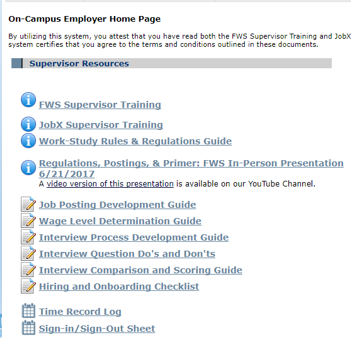 On-Campus Employer Home Page
By utilizing this system, you attest that you have read both the FWS Supervisor Training and JobX
system certifies that you agree to the terms and conditions outlined in these documents.
Supervisor Resources
FWS Supervisor Training
JobX Supervisor Training
Work-Study Rules & Regulations Guide
Regulations, Postings, & Primer: FWS In-Person Presentation
6/21/2017
A video version of this presentation is available on our YouTube Channel.
Job Posting Development Guide
Wage Level Determination Guide
Interview Process Development Guide
Interview Question Do's and Don'ts
Interview Comparison and Scoring Guide
Hiring and Onboarding Checklist
Time Record Log
Sign-in/Sign-Out Sheet